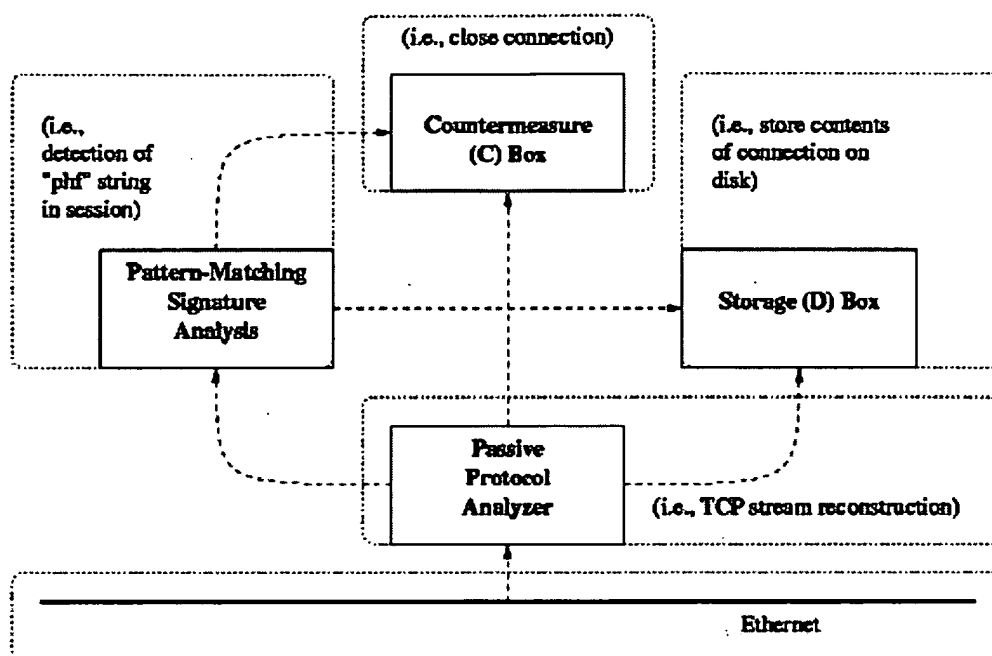 (i.e., close connection)
Countermeasure
(C) Box
(i.e.,
detection of
"phf" string
in session)
(i.e., store contents
of connection on
disk)
Pattern-Matching
Signature
Analysis
Storage (D) Box
Passive
Protocol
Analyzer
(i.e., TCP stream reconstruction)
Ethernet